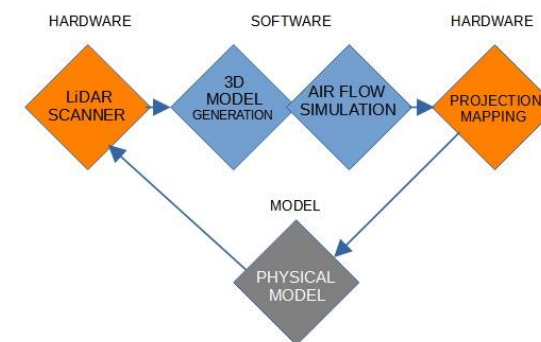 HARDWARE
SOFTWARE
HARDWARE
LiDAR
SCANNER
3D
MODEL
GENERATION
AIR FLOW
SIMULATION
PROJECTION
MAPPING
MODEL
PHYSICAL
MODEL